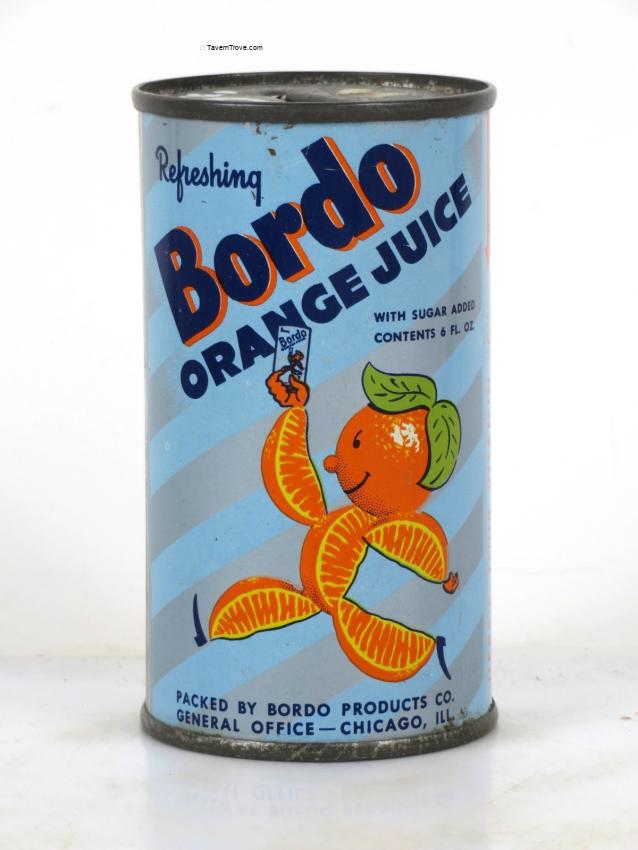 TavernTrove.com
Refreshing
Bordo
ORANGE JUICE
WITH SUGAR ADDED
CONTENTS 6 FL. OZ.
Bordo
PACKED BY BORDO PRODUCTS CO.
GENERAL OFFICE — CHICAGO, ILL.